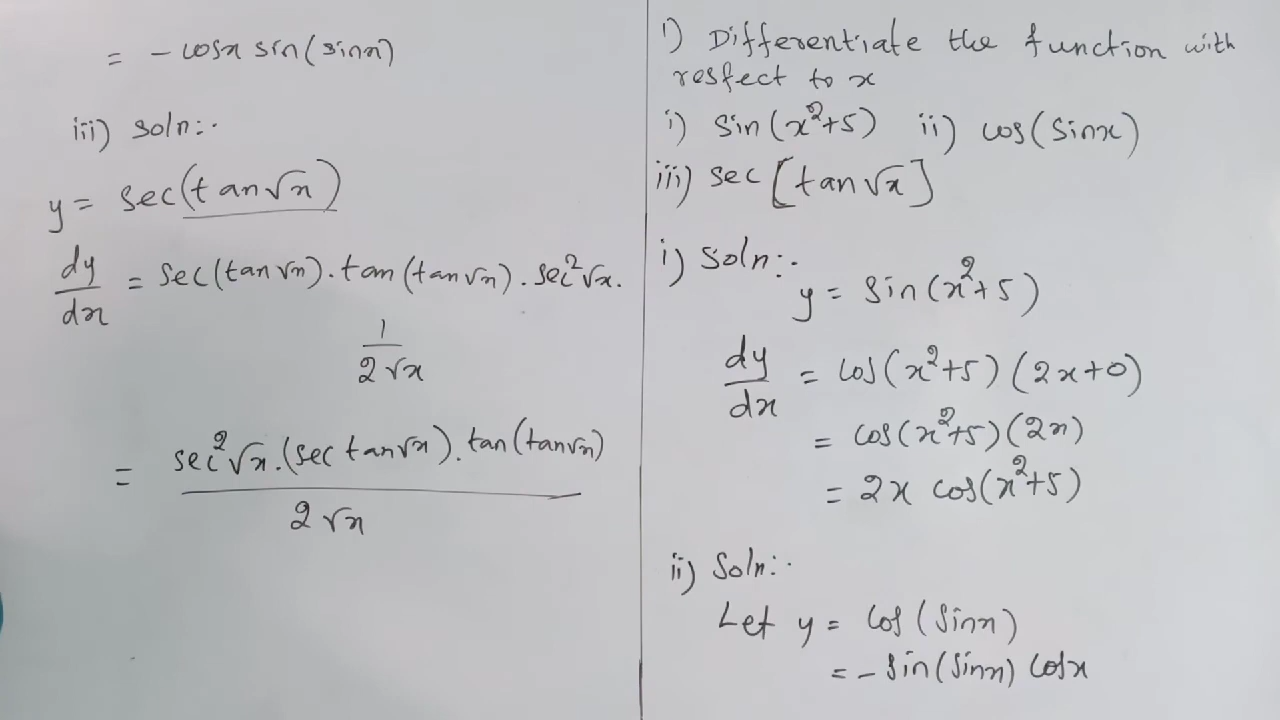 = - cosx sin(sinx)
iii) soln:-
y = sec(tan√x)
dy/dx = sec(tan√x).tan(tan√x).sec²√x.
1/2√x
= sec²√x.(sec tan√x).tan(tan√x)
2√x
1) Differentiate the function with
resfect to x
i) sin(x²+5) ii) cos(sinx)
iii) sec[tan√x]
i) Soln:-
y = sin(x²+5)
dy/dx = cos(x²+5)(2x+0)
= cos(x²+5)(2x)
= 2x cos(x²+5)
ii) Soln:-
Let y = cos(sinx)
= - sin(sinx) cosx